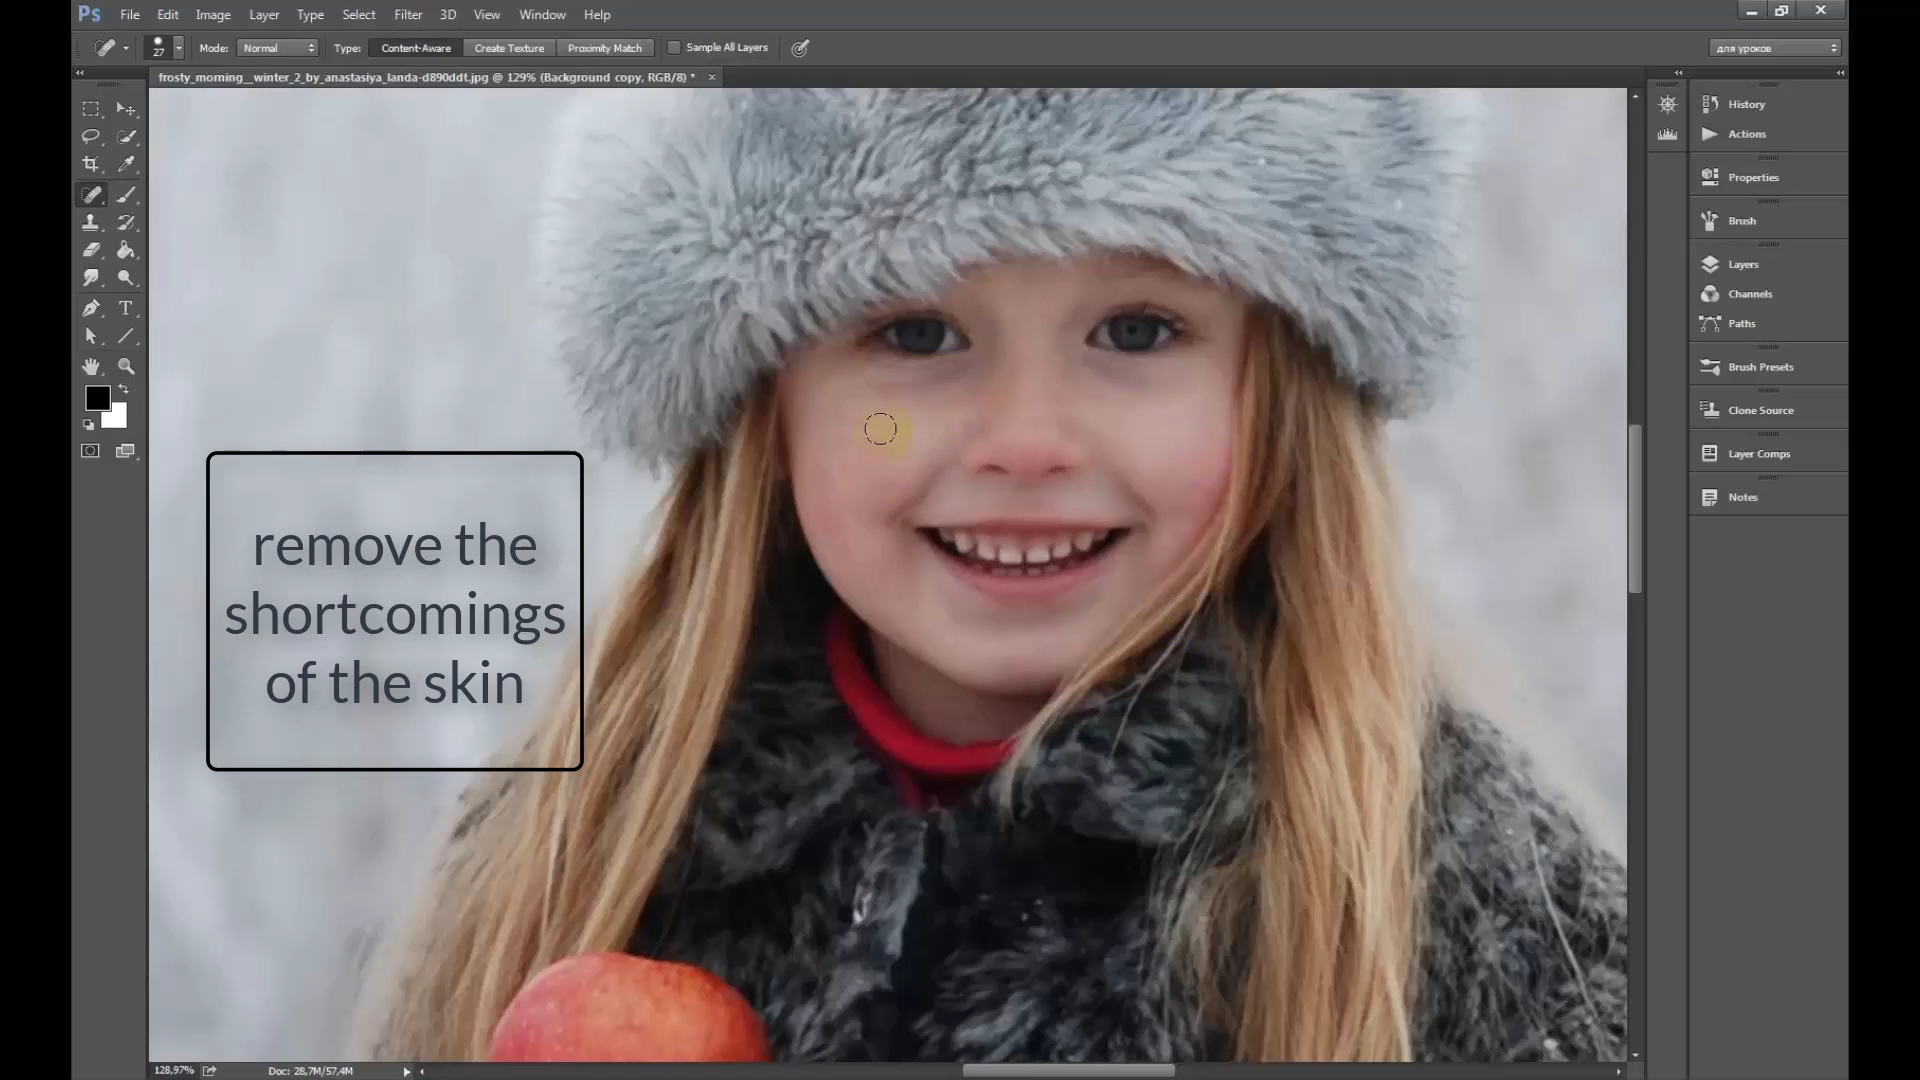 Ps File Edit Image Layer Type Select Filter 3D View Window Help
27 Mode: Normal Type: Content-Aware Create Texture Proximity Match Sample All Layers для уроков
frosty_morning__winter_2_by_anastasiya_landa-d890ddt.jpg @ 129% (Background copy, RGB/8) *
History
Actions
Properties
Brush
Layers
Channels
Paths
Brush Presets
Clone Source
Layer Comps
Notes
remove the
shortcomings
of the skin
128,97% Doc: 28,7M/57,4M